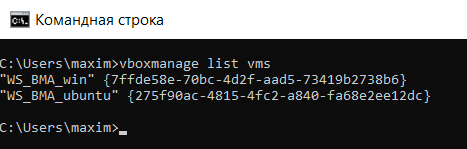 Командная строка
C:\Users\maxim>vboxmanage list vms
"WS_BMA_win" {7ffde58e-70bc-4d2f-aad5-73419b2738b6}
"WS_BMA_ubuntu" {275f90ac-4815-4fc2-a840-fa68e2ee12dc}
C:\Users\maxim>